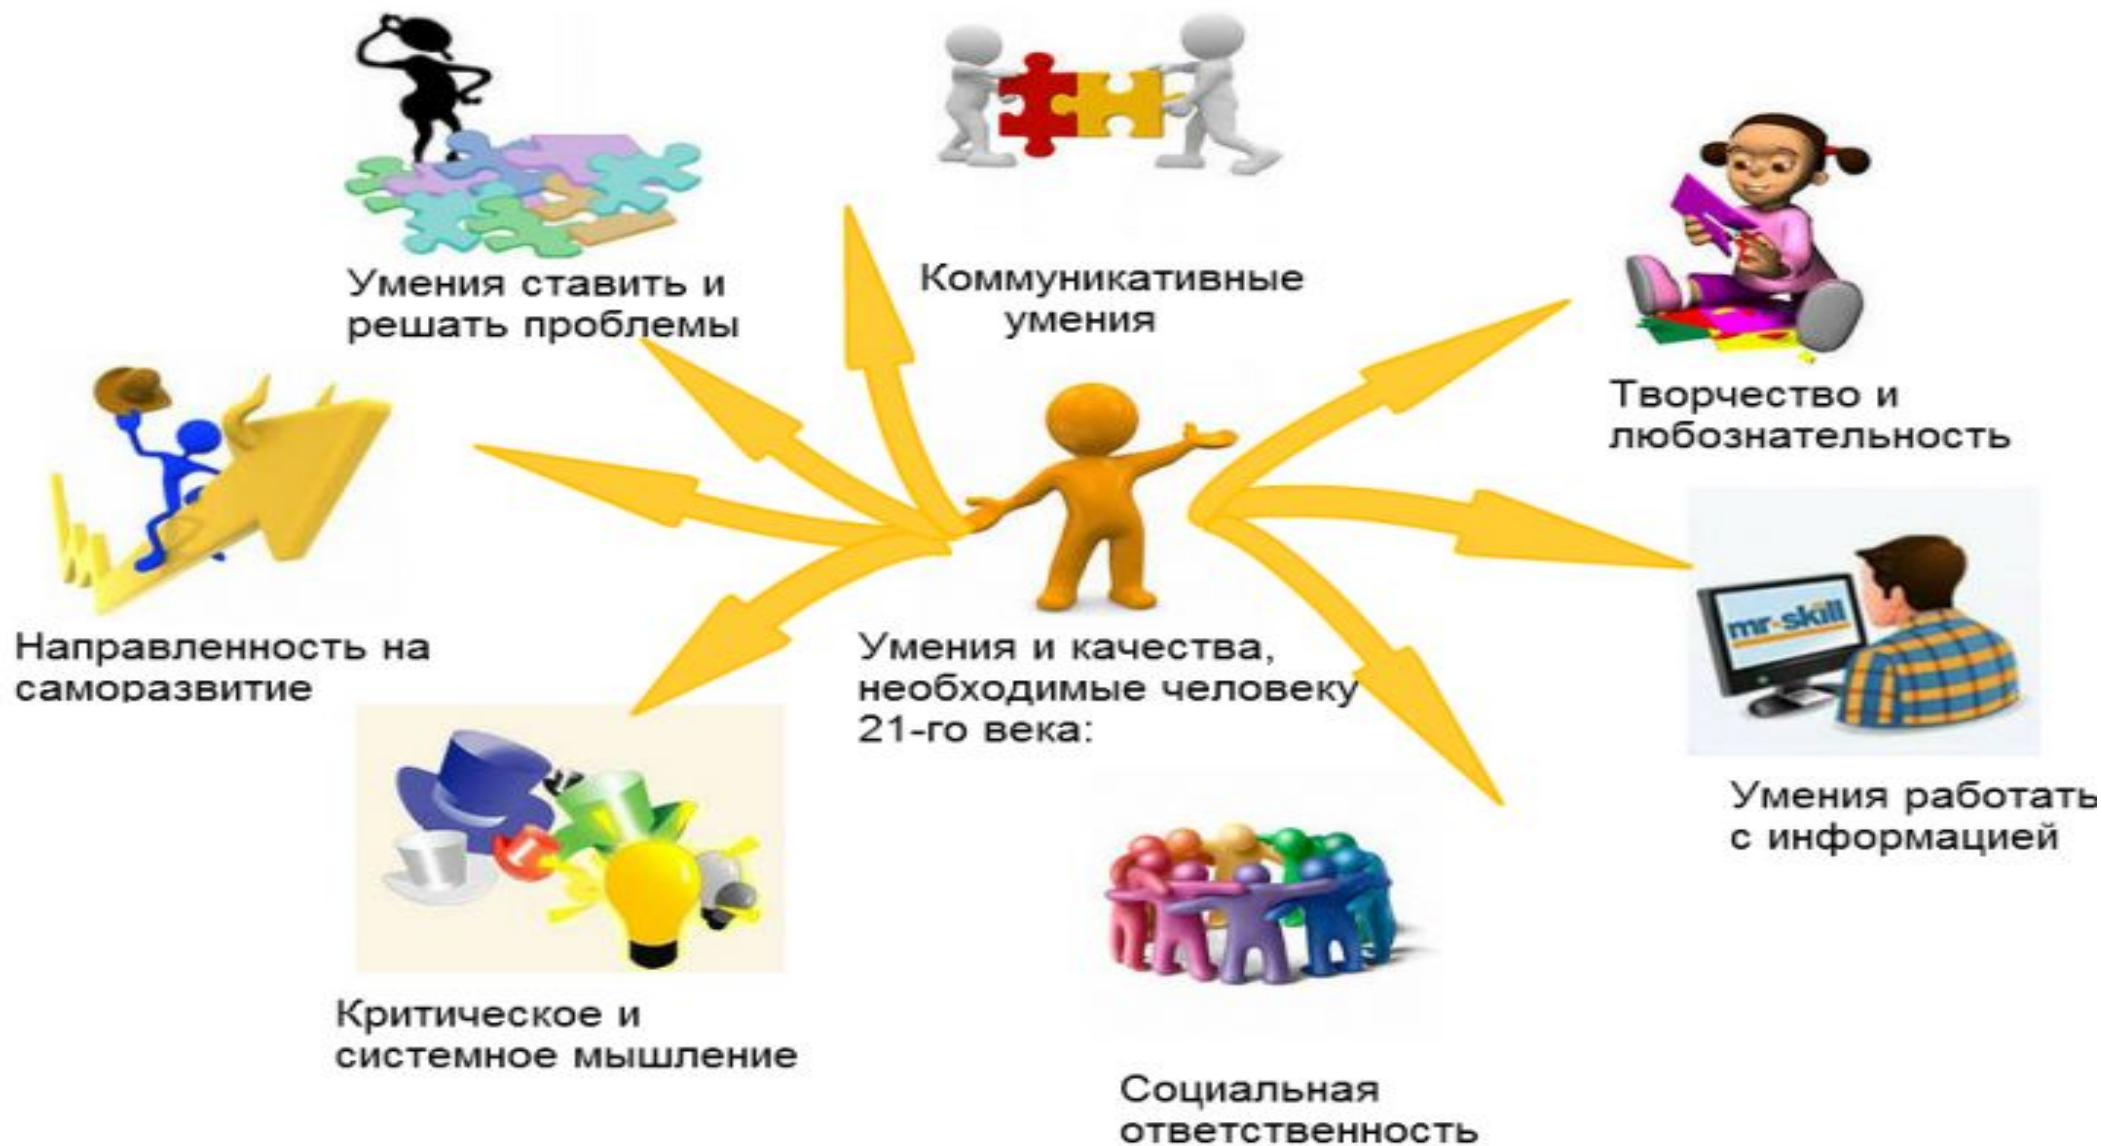 Умения ставить и
решать проблемы
Коммуникативные
умения
Творчество и
любознательность
Направленность на
саморазвитие
Умения и качества,
необходимые человеку
21-го века:
mr-skill
Умения работать
с информацией
Критическое и
системное мышление
Социальная
ответственность